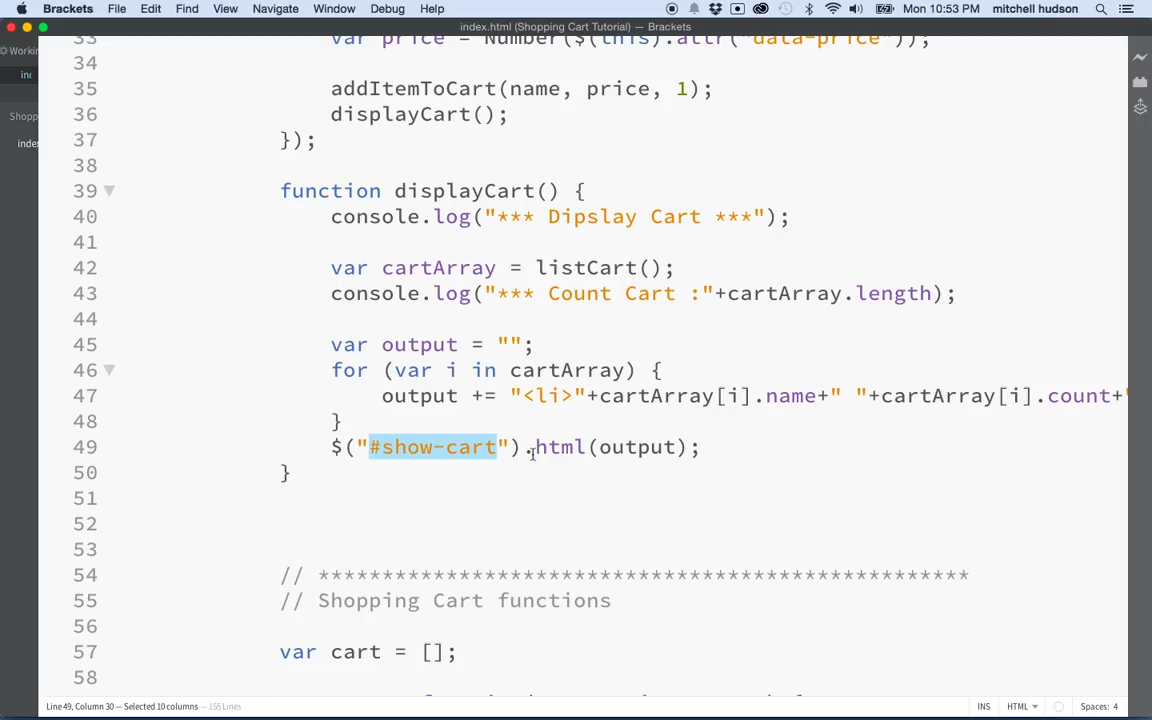 Brackets File Edit Find View Navigate Window Debug Help Mon 10:53 PM mitchell hudson
index.html (Shopping Cart Tutorial) — Brackets
Workin
inc
Shopp
index
33 var price = Number($(this).attr("data-price"));
34
35 addItemToCart(name, price, 1);
36 displayCart();
37 });
38
39 function displayCart() {
40 console.log("*** Dipslay Cart ***");
41
42 var cartArray = listCart();
43 console.log("*** Count Cart :"+cartArray.length);
44
45 var output = "";
46 for (var i in cartArray) {
47 output += "<li>"+cartArray[i].name+" "+cartArray[i].count+"
48 }
49 $("#show-cart").html(output);
50 }
51
52
53
54 // ***************************************************
55 // Shopping Cart functions
56
57 var cart = [];
58
Line 49, Column 30 — Selected 10 columns — 155 Lines INS HTML Spaces: 4